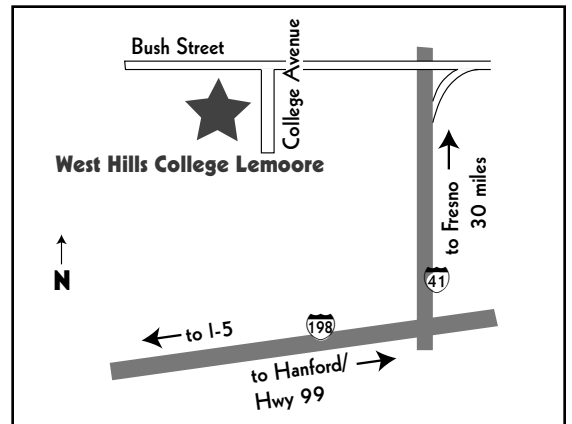 Bush Street
College Avenue
West Hills College Lemoore
to Fresno
30 miles
N
41
198
to I-5
to Hanford/
Hwy 99